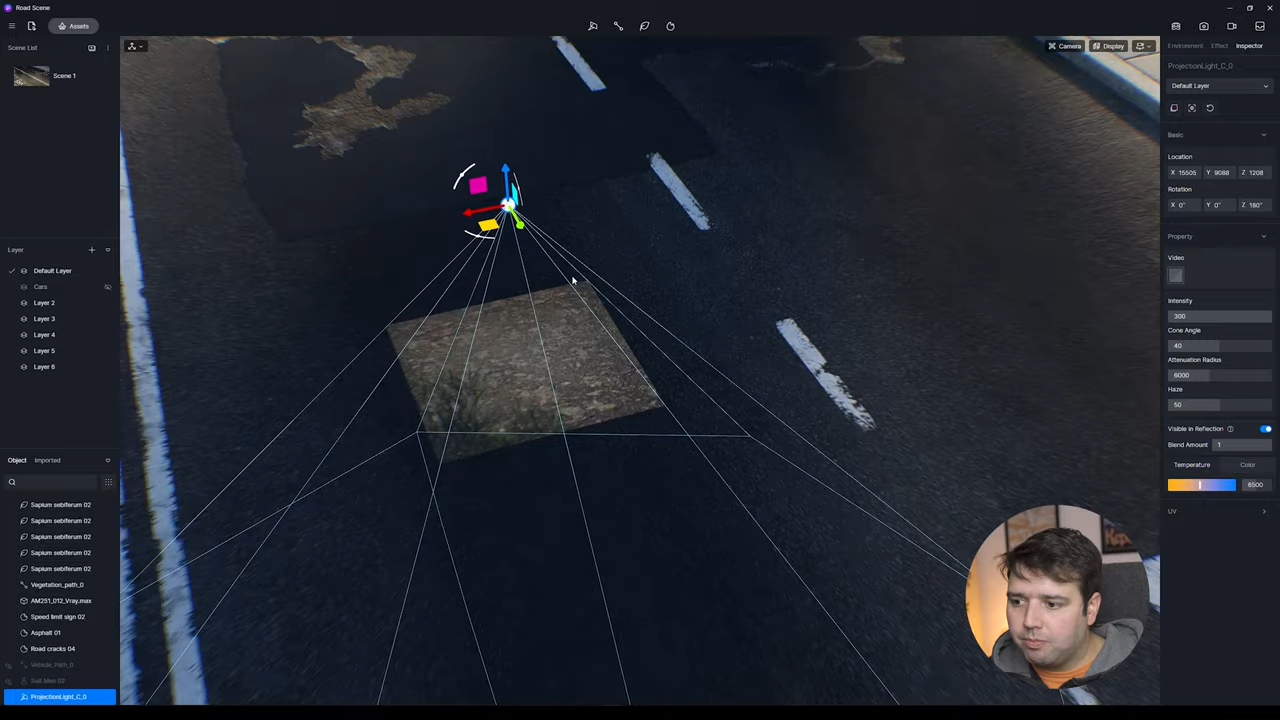 Road Scene
Assets
Scene List
Scene 1
Camera
Display
Layer
Default Layer
Cars
Layer 2
Layer 3
Layer 4
Layer 5
Layer 6
Object
Imported
Sapium sebiferum 02
Sapium sebiferum 02
Sapium sebiferum 02
Sapium sebiferum 02
Sapium sebiferum 02
Vegetation_path_0
AM251_012_Vray.max
Speed limit sign 02
Asphalt 01
Road cracks 04
Vehicle_Path_0
Suit Men 02
ProjectionLight_C_0
Environment
Effect
Inspector
ProjectionLight_C_0
Default Layer
Basic
Location
X 15505 Y 9088 Z 1208
Rotation
X 0° Y 0° Z 180°
Property
Video
Intensity
300
Cone Angle
40
Attenuation Radius
6000
Haze
50
Visible in Reflection
Blend Amount 1
Temperature Color
6500
UV